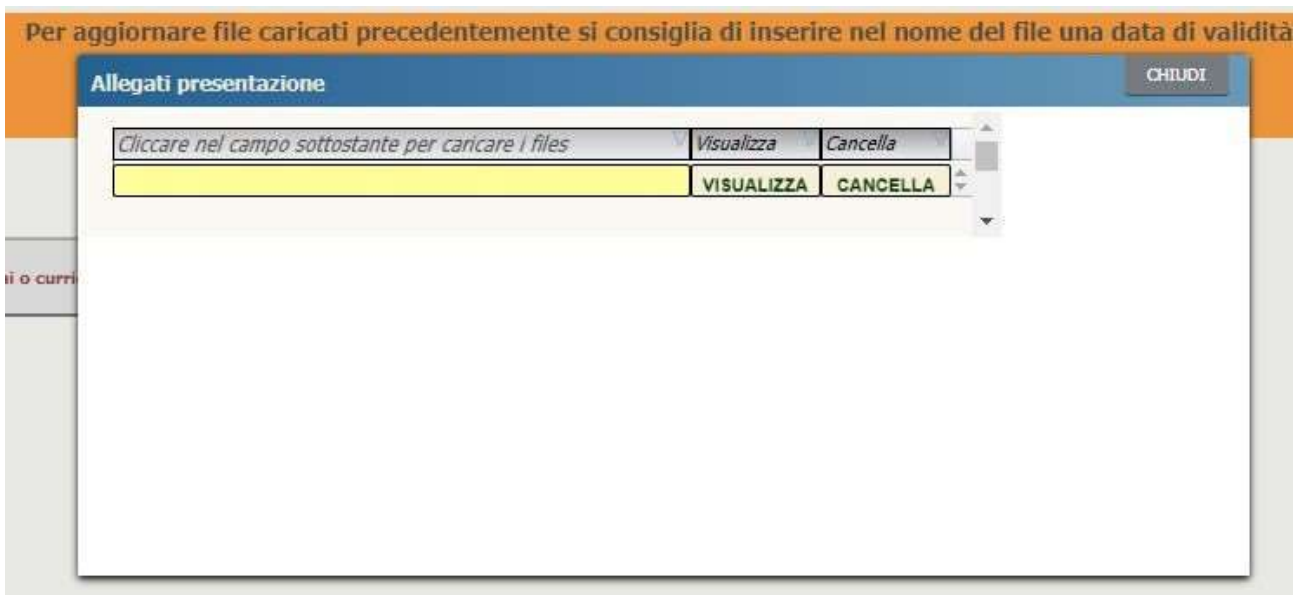 Per aggiornare file caricati precedentemente si consiglia di inserire nel nome del file una data di validità
Allegati presentazione
CHIUDI
Cliccare nel campo sottostante per caricare i files
Visualizza
Cancella
VISUALIZZA
CANCELLA
o curri